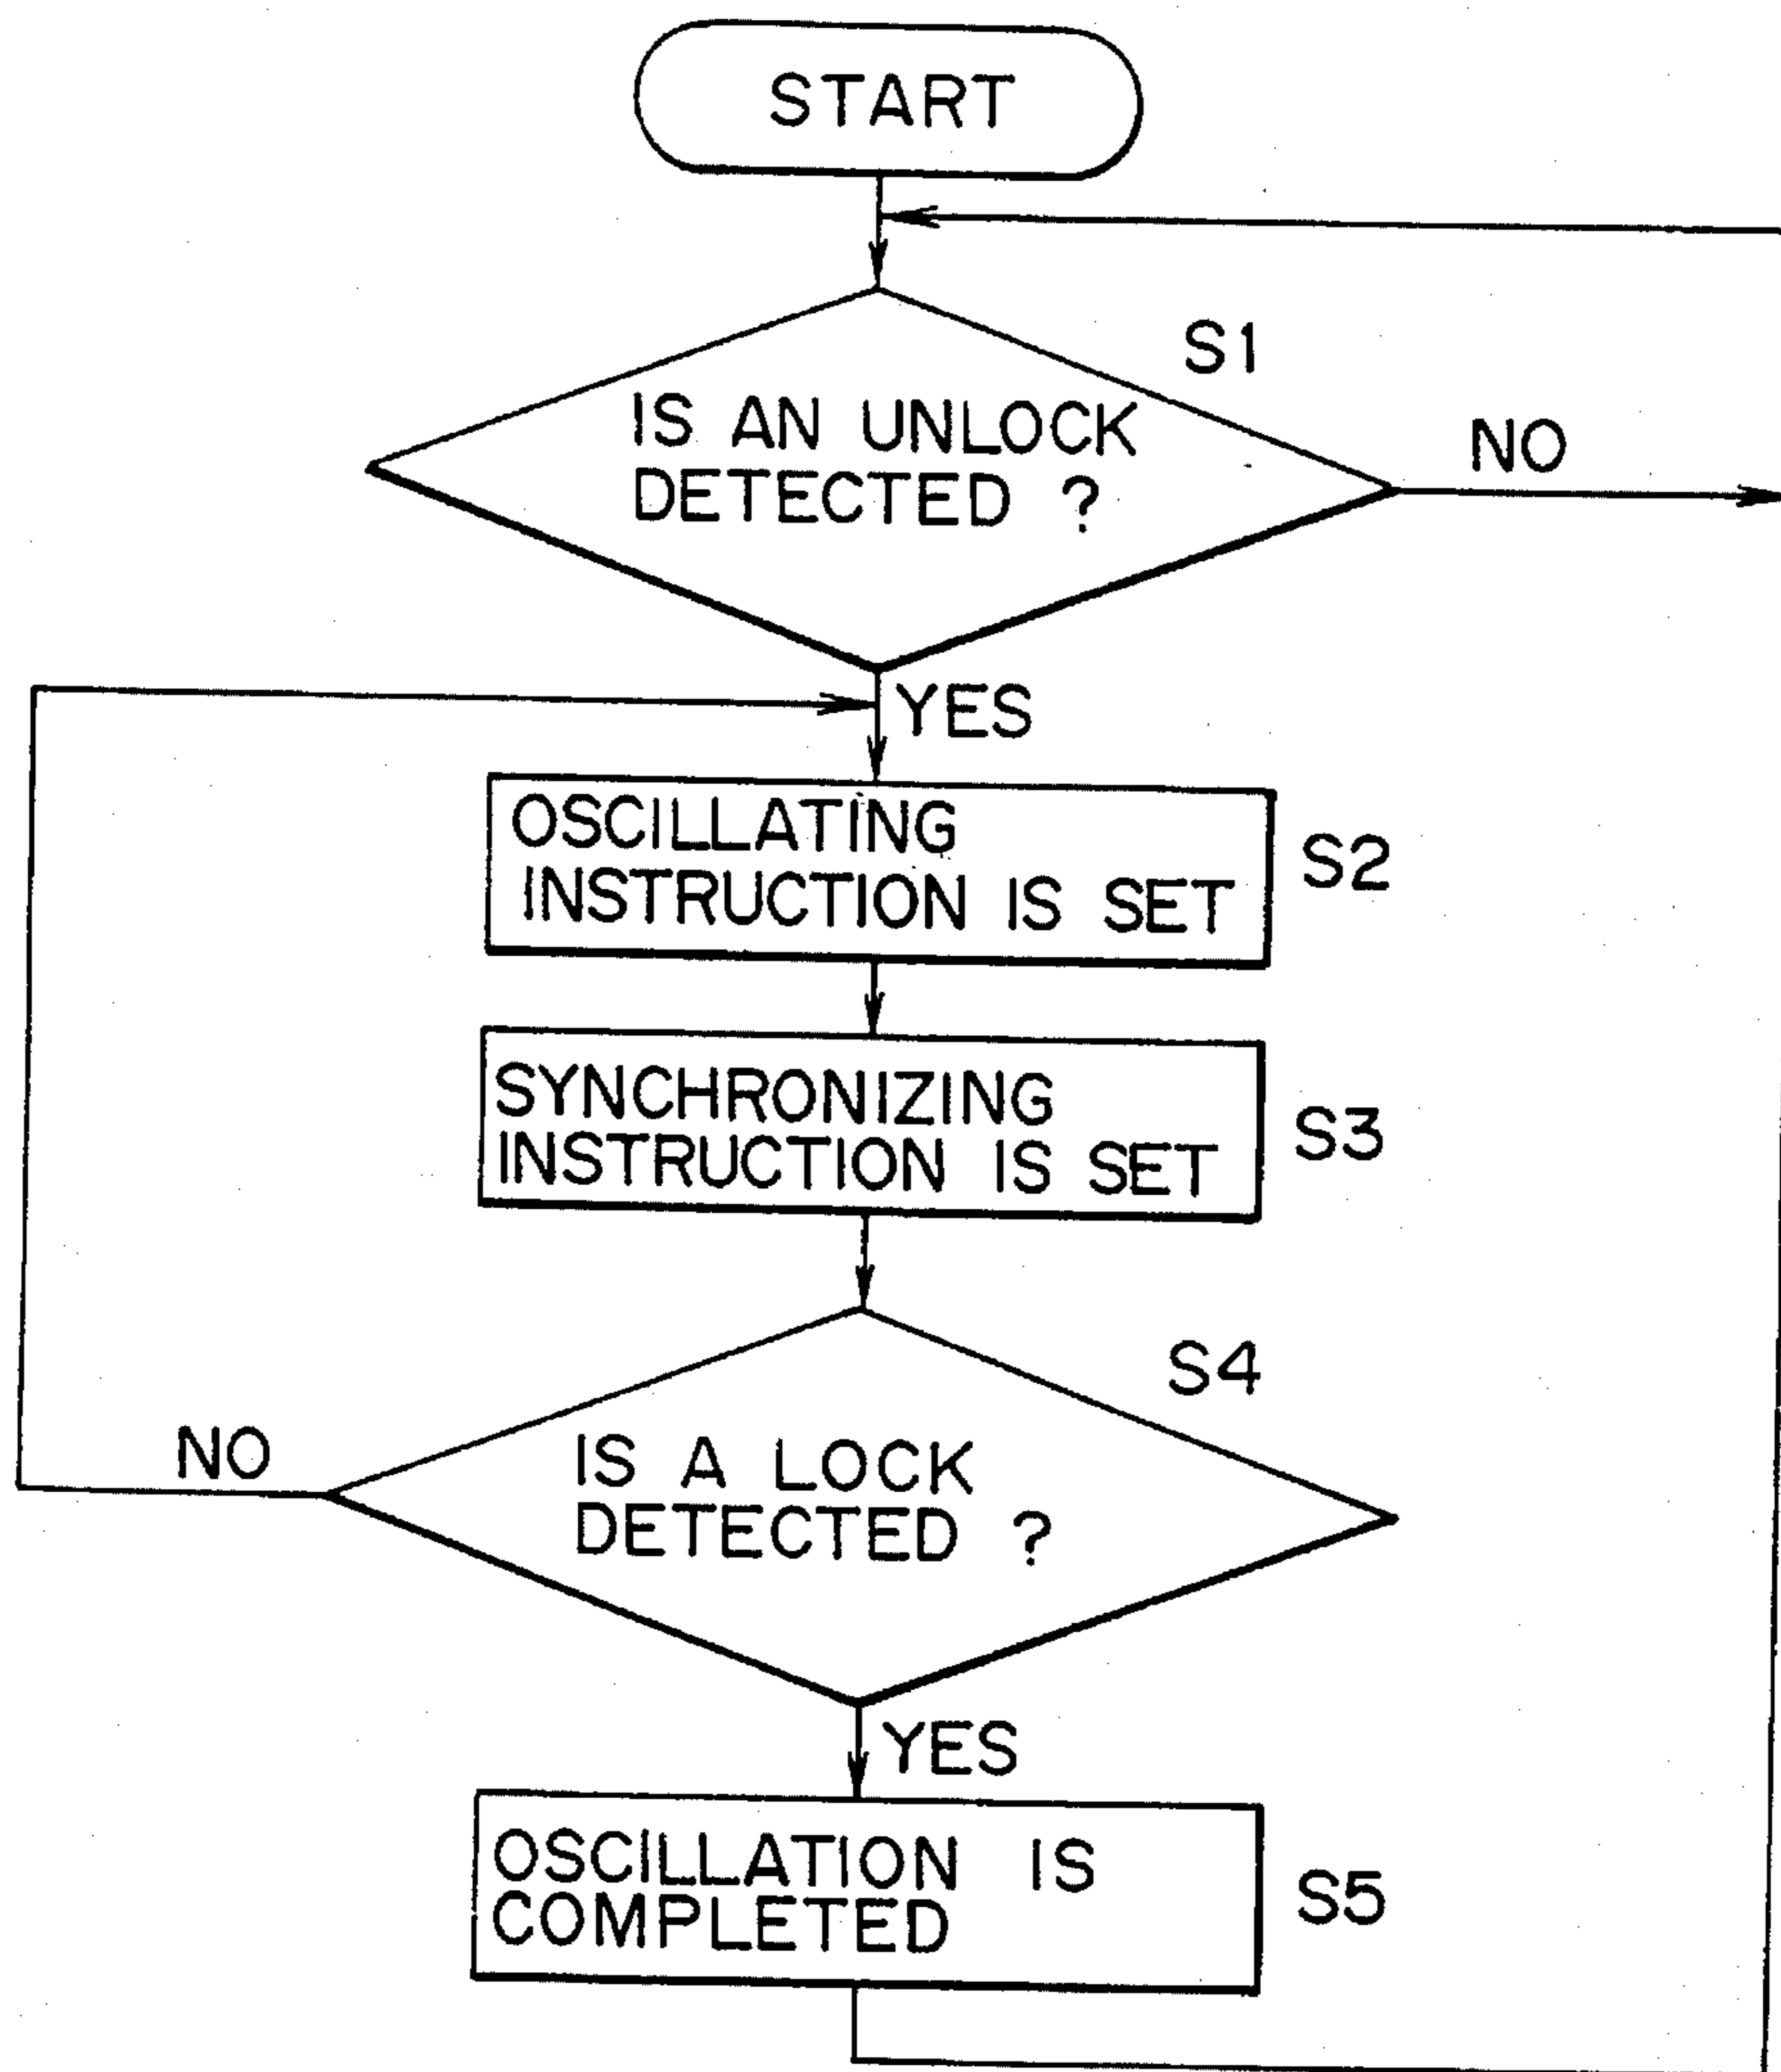 START
S1
IS AN UNLOCK
DETECTED ?
NO
YES
OSCILLATING
INSTRUCTION IS SET
S2
SYNCHRONIZING
INSTRUCTION IS SET
S3
S4
IS A LOCK
DETECTED ?
NO
YES
OSCILLATION IS
COMPLETED
S5